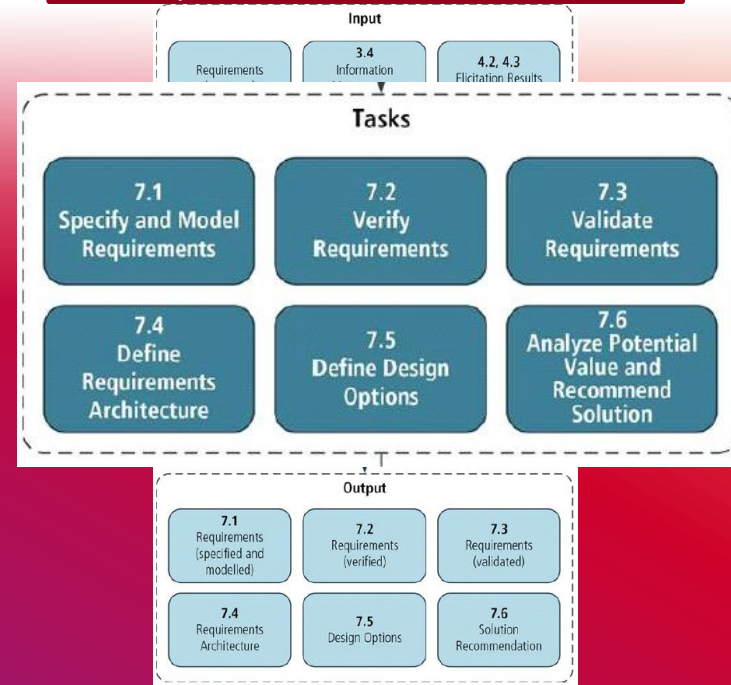 Input
Requirements
3.4
Information
4.2, 4.3
Elicitation Results
Tasks
7.1
Specify and Model
Requirements
7.2
Verify
Requirements
7.3
Validate
Requirements
7.4
Define
Requirements
Architecture
7.5
Define Design
Options
7.6
Analyze Potential
Value and
Recommend
Solution
Output
7.1
Requirements
(specified and
modelled)
7.2
Requirements
(verified)
7.3
Requirements
(validated)
7.4
Requirements
Architecture
7.5
Design Options
7.6
Solution
Recommendation